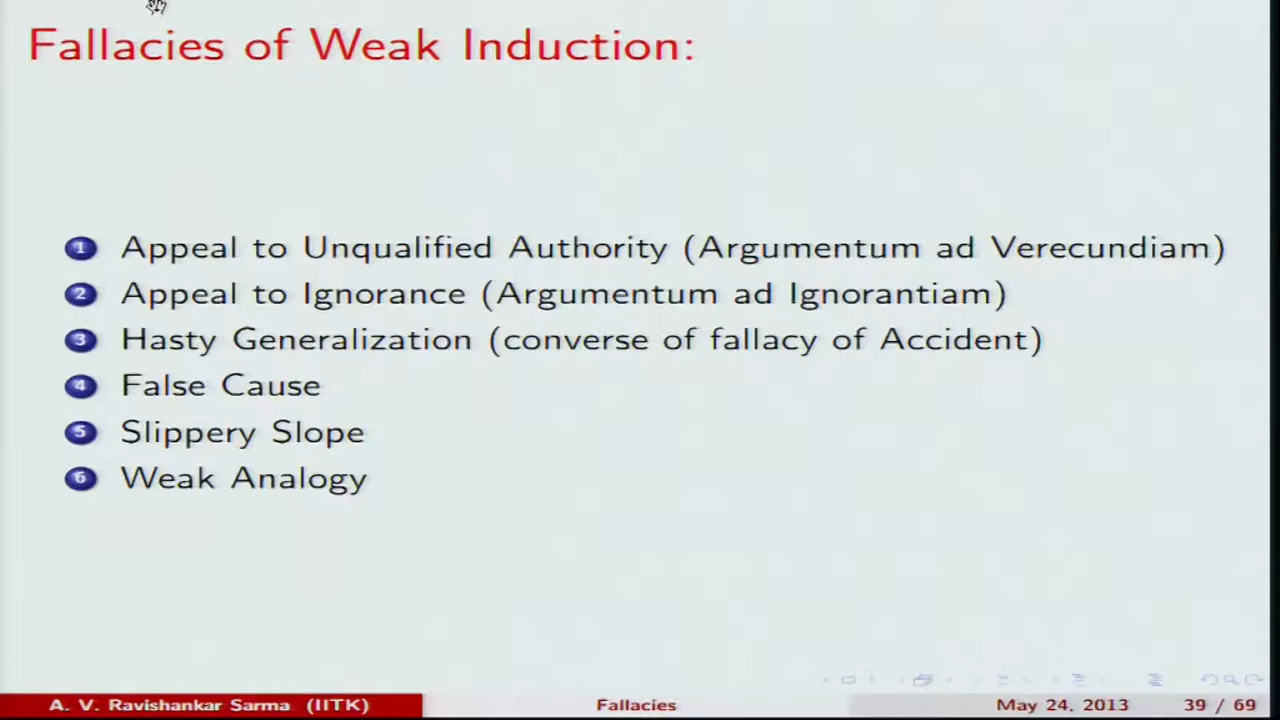 Fallacies of Weak Induction:
1 Appeal to Unqualified Authority (Argumentum ad Verecundiam)
2 Appeal to Ignorance (Argumentum ad Ignorantiam)
3 Hasty Generalization (converse of fallacy of Accident)
4 False Cause
5 Slippery Slope
6 Weak Analogy
A. V. Ravishankar Sarma (IITK) Fallacies May 24, 2013 39 / 69